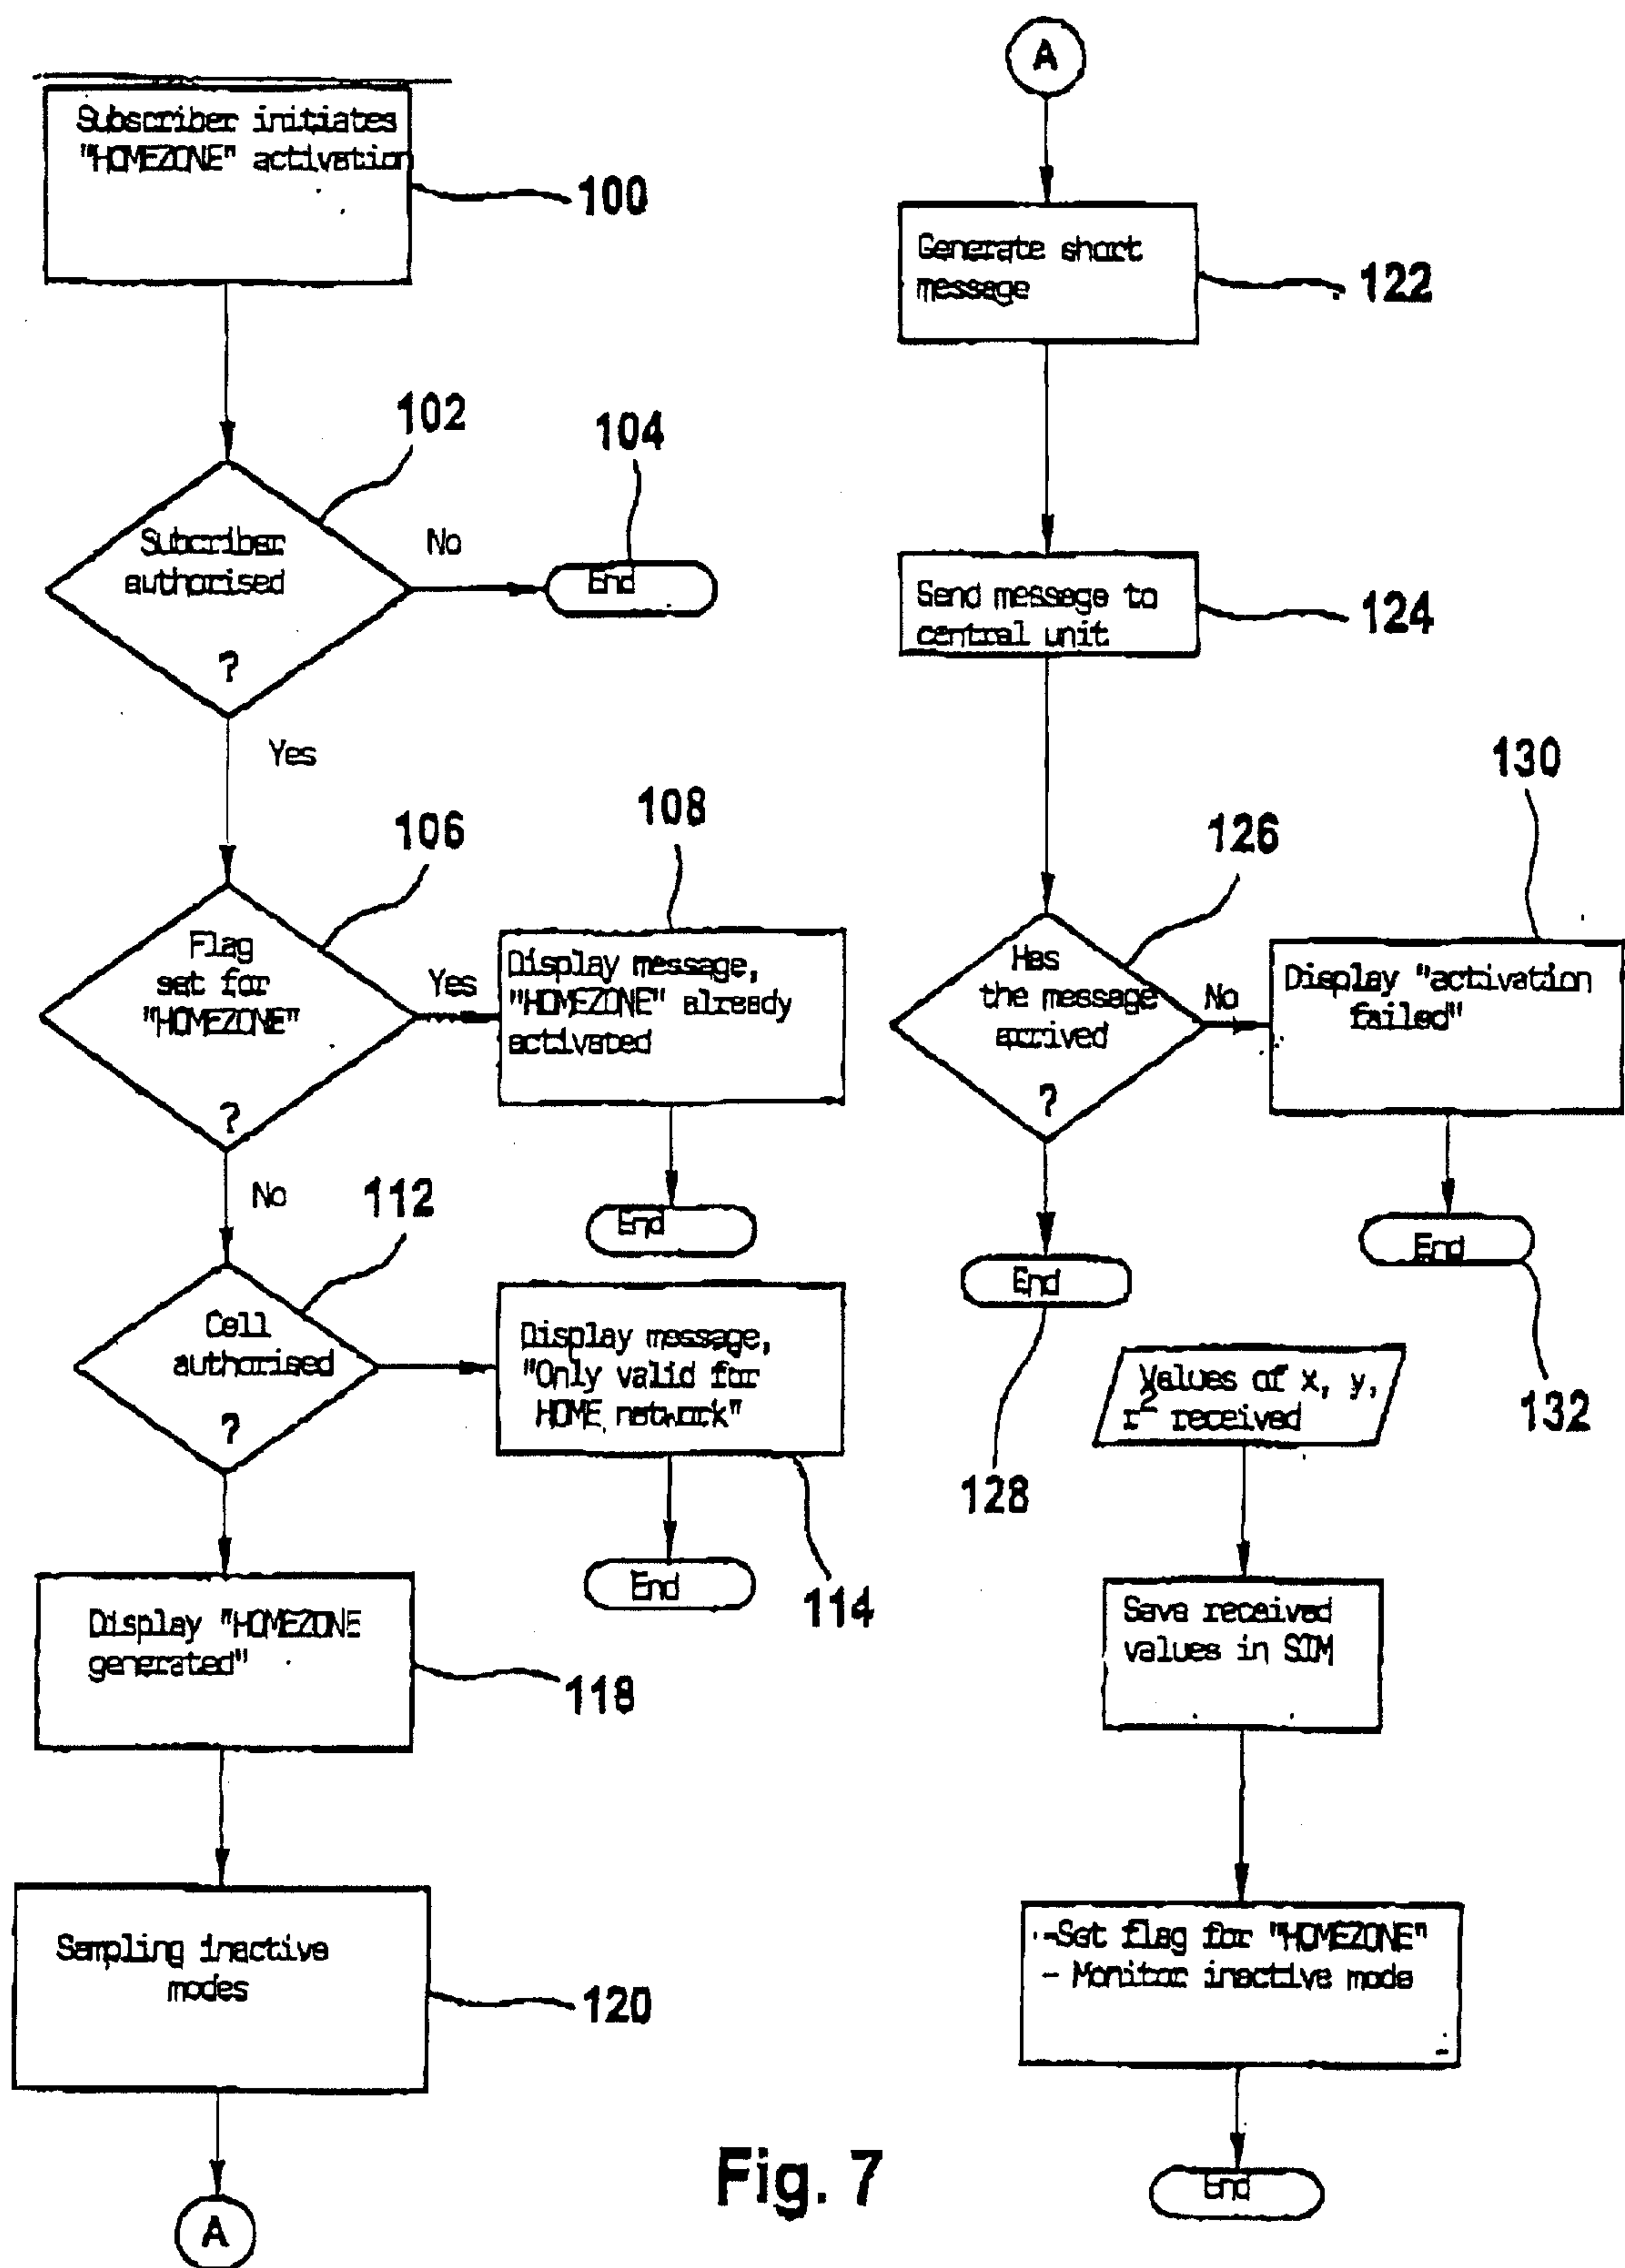 Subscriber initiates
"HOMEZONE" activation
100
102
104
Subcriber
authorised
?
No
End
Yes
106
108
Flag
set for
"HOMEZONE"
?
Yes
Display message,
"HOMEZONE" already
activated
End
No
112
Cell
authorised
?
Display message,
"Only valid for
HOME network"
114
End
Display "HOMEZONE
generated"
118
Sampling inactive
modes
120
A
A
Generate short
message
122
Send message to
central unit
124
126
130
Has
the message
arrived
?
No
Display "activation
failed"
End
128
End
132
Values of x, y,
r² received
Save received
values in SIM
-Set flag for "HOMEZONE"
- Monitor inactive mode
End
Fig. 7